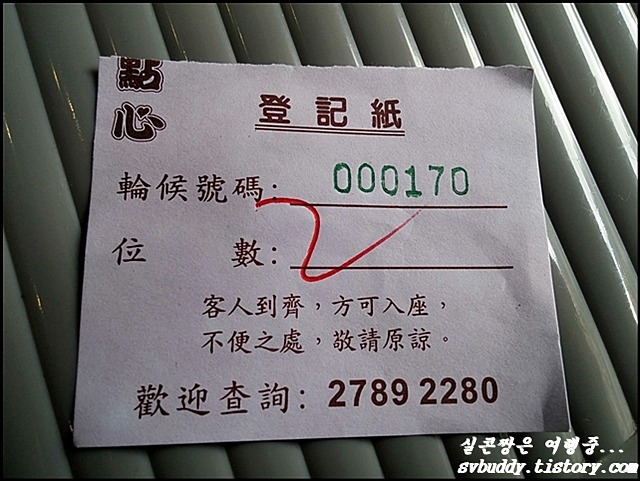 點心
登記紙
輪候號碼: 000170
位 數: 2
客人到齊，方可入座，
不便之處，敬請原諒。
歡迎查詢: 2789 2280
실콘짱은 여행중...
svbuddy.tistory.com